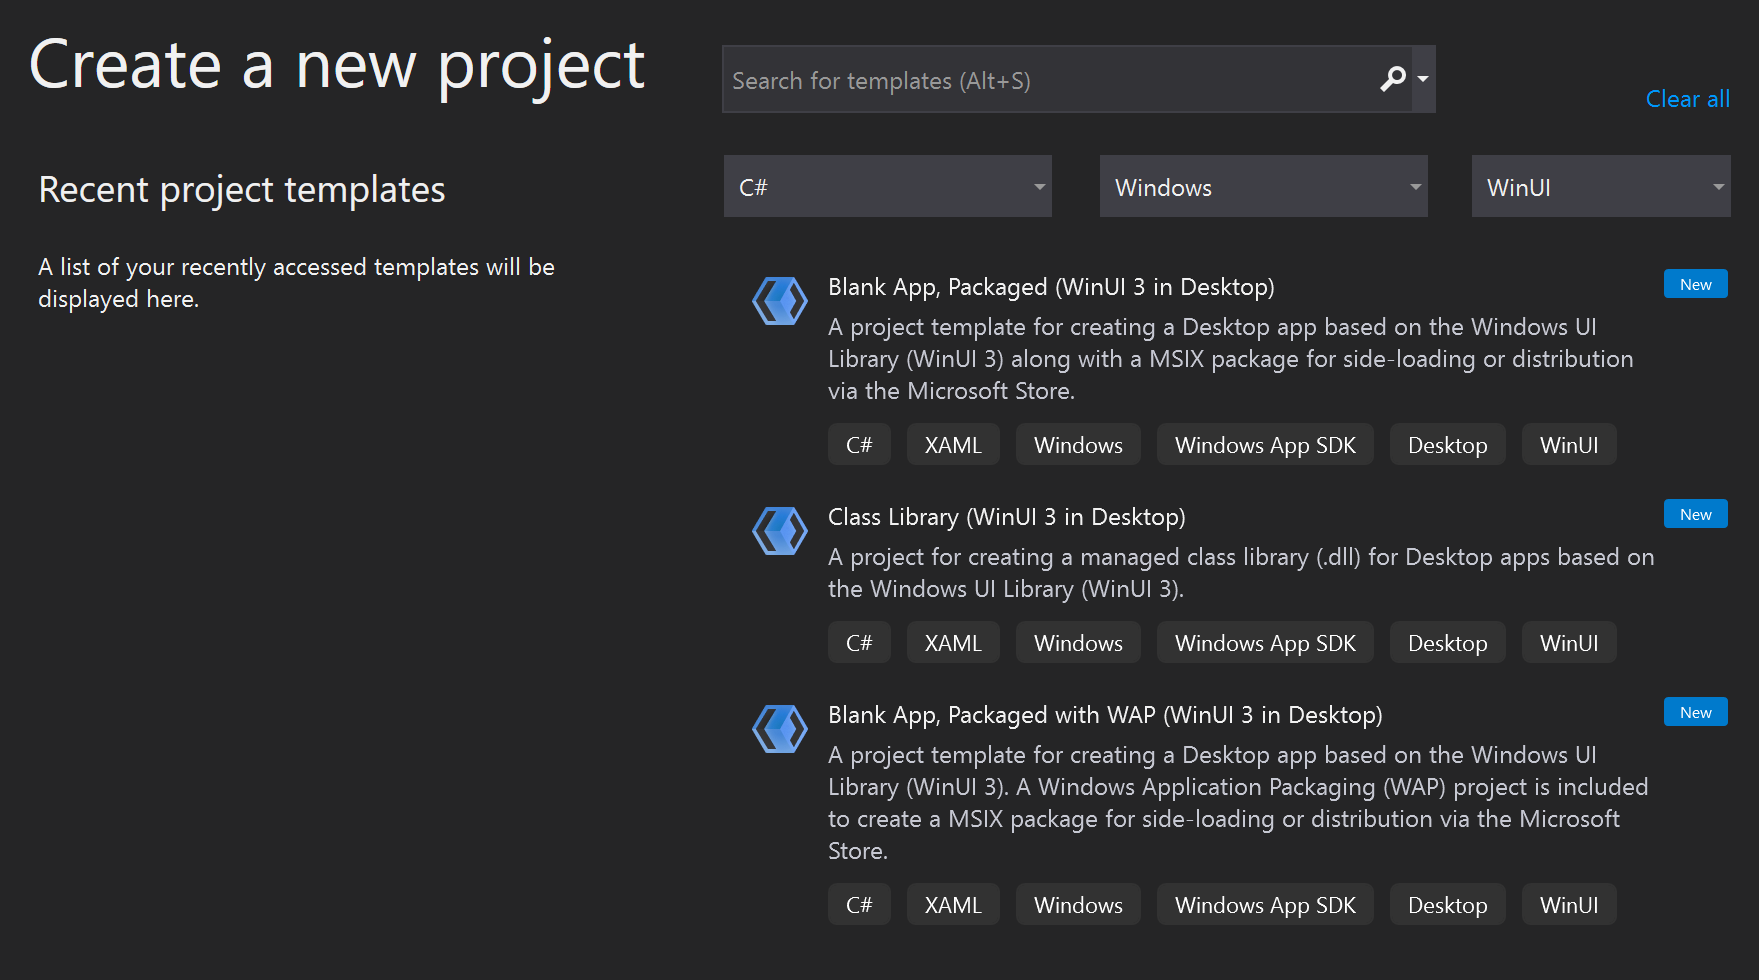 Create a new project
Search for templates (Alt+S)
Clear all
Recent project templates
A list of your recently accessed templates will be
displayed here.
C#
Windows
WinUI
Blank App, Packaged (WinUI 3 in Desktop)
New
A project template for creating a Desktop app based on the Windows UI
Library (WinUI 3) along with a MSIX package for side-loading or distribution
via the Microsoft Store.
C# XAML Windows Windows App SDK Desktop WinUI
Class Library (WinUI 3 in Desktop)
New
A project for creating a managed class library (.dll) for Desktop apps based on
the Windows UI Library (WinUI 3).
C# XAML Windows Windows App SDK Desktop WinUI
Blank App, Packaged with WAP (WinUI 3 in Desktop)
New
A project template for creating a Desktop app based on the Windows UI
Library (WinUI 3). A Windows Application Packaging (WAP) project is included
to create a MSIX package for side-loading or distribution via the Microsoft
Store.
C# XAML Windows Windows App SDK Desktop WinUI